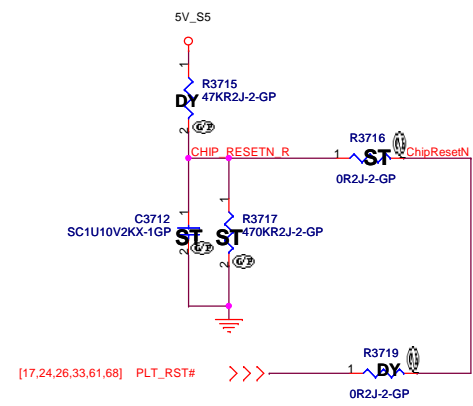 5V_S5
1
R3715
DY 47KR2J-2-GP
2 G/P
CHIP_RESETN_R
R3716
1 ST ChipResetN
0R2J-2-GP
C3712
1
SC1U10V2KX-1GP
ST
2 G/P
1
R3717
ST 470KR2J-2-GP
2 G/P
R3719
[17,24,26,33,61,68] PLT_RST# 1 DY
0R2J-2-GP